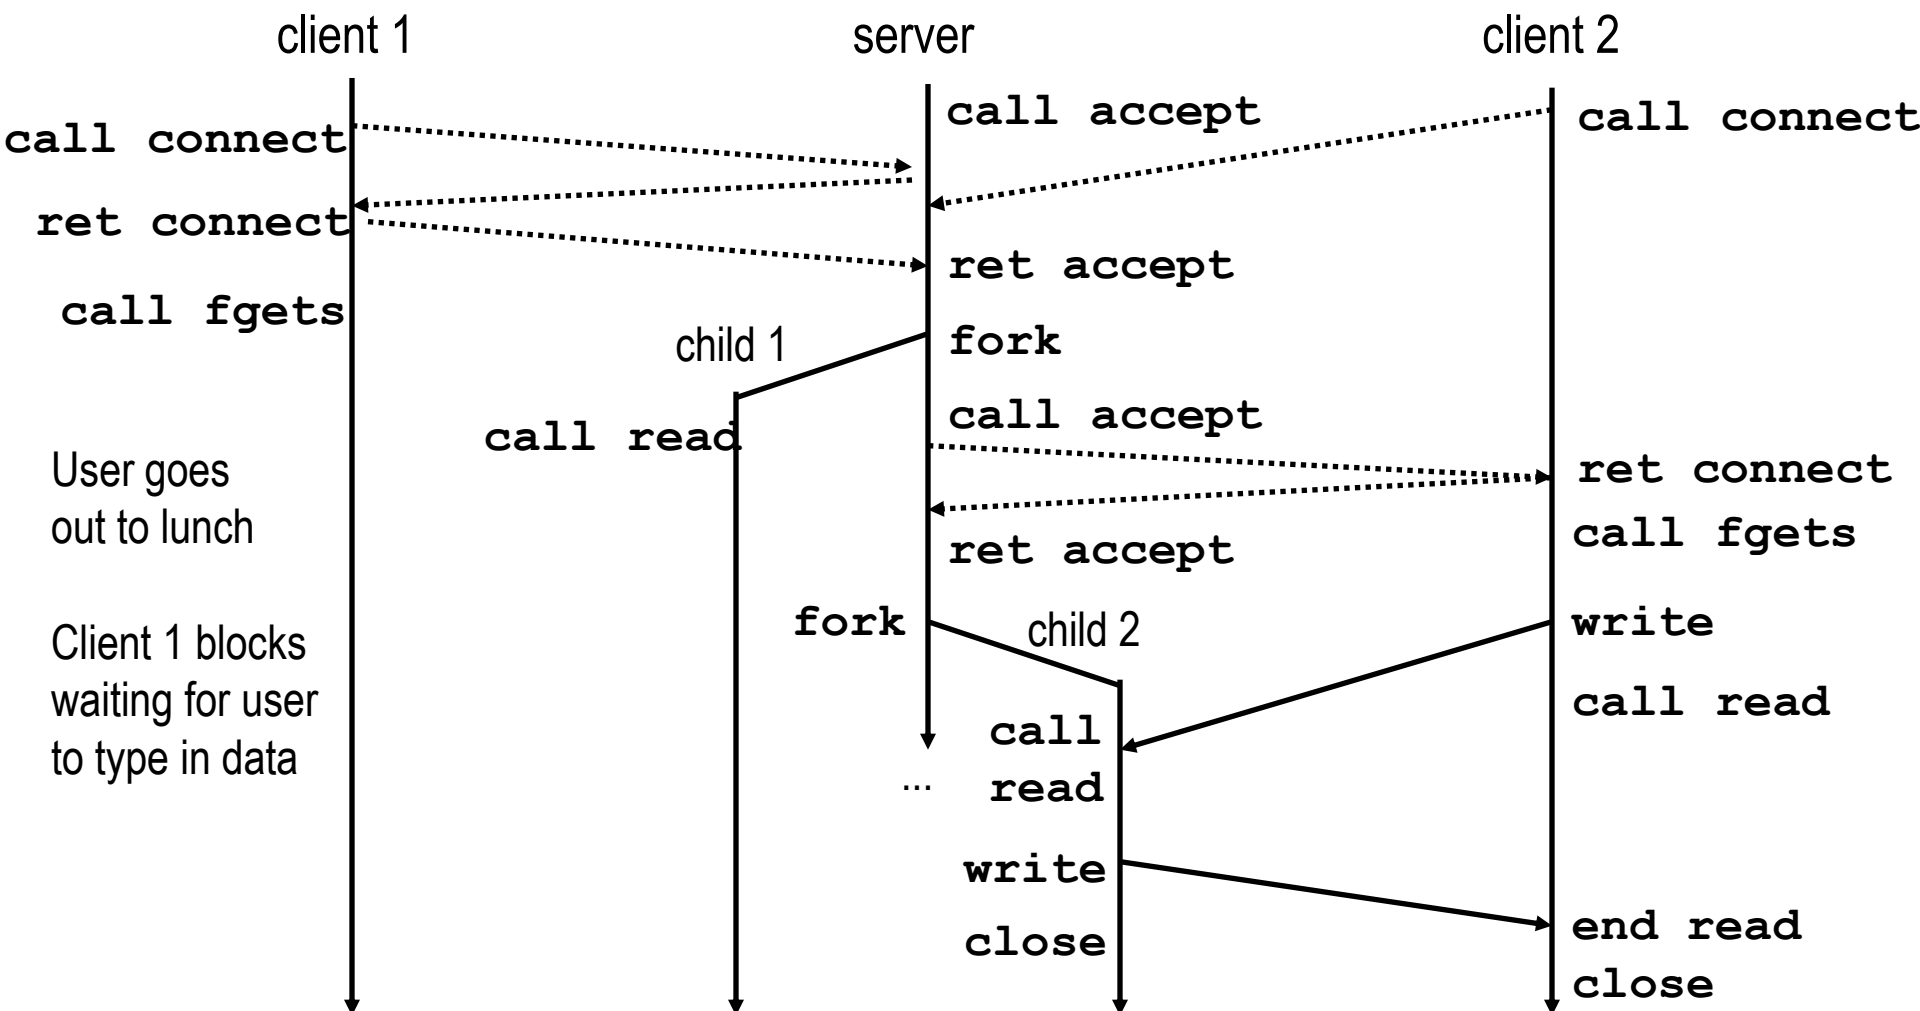 client 1
server
client 2
call accept
call connect
call connect
ret connect
ret accept
call fgets
child 1
fork
call accept
call read
User goes
out to lunch
ret connect
call fgets
ret accept
fork
child 2
write
Client 1 blocks
waiting for user
to type in data
call read
call
read
...
write
close
end read
close